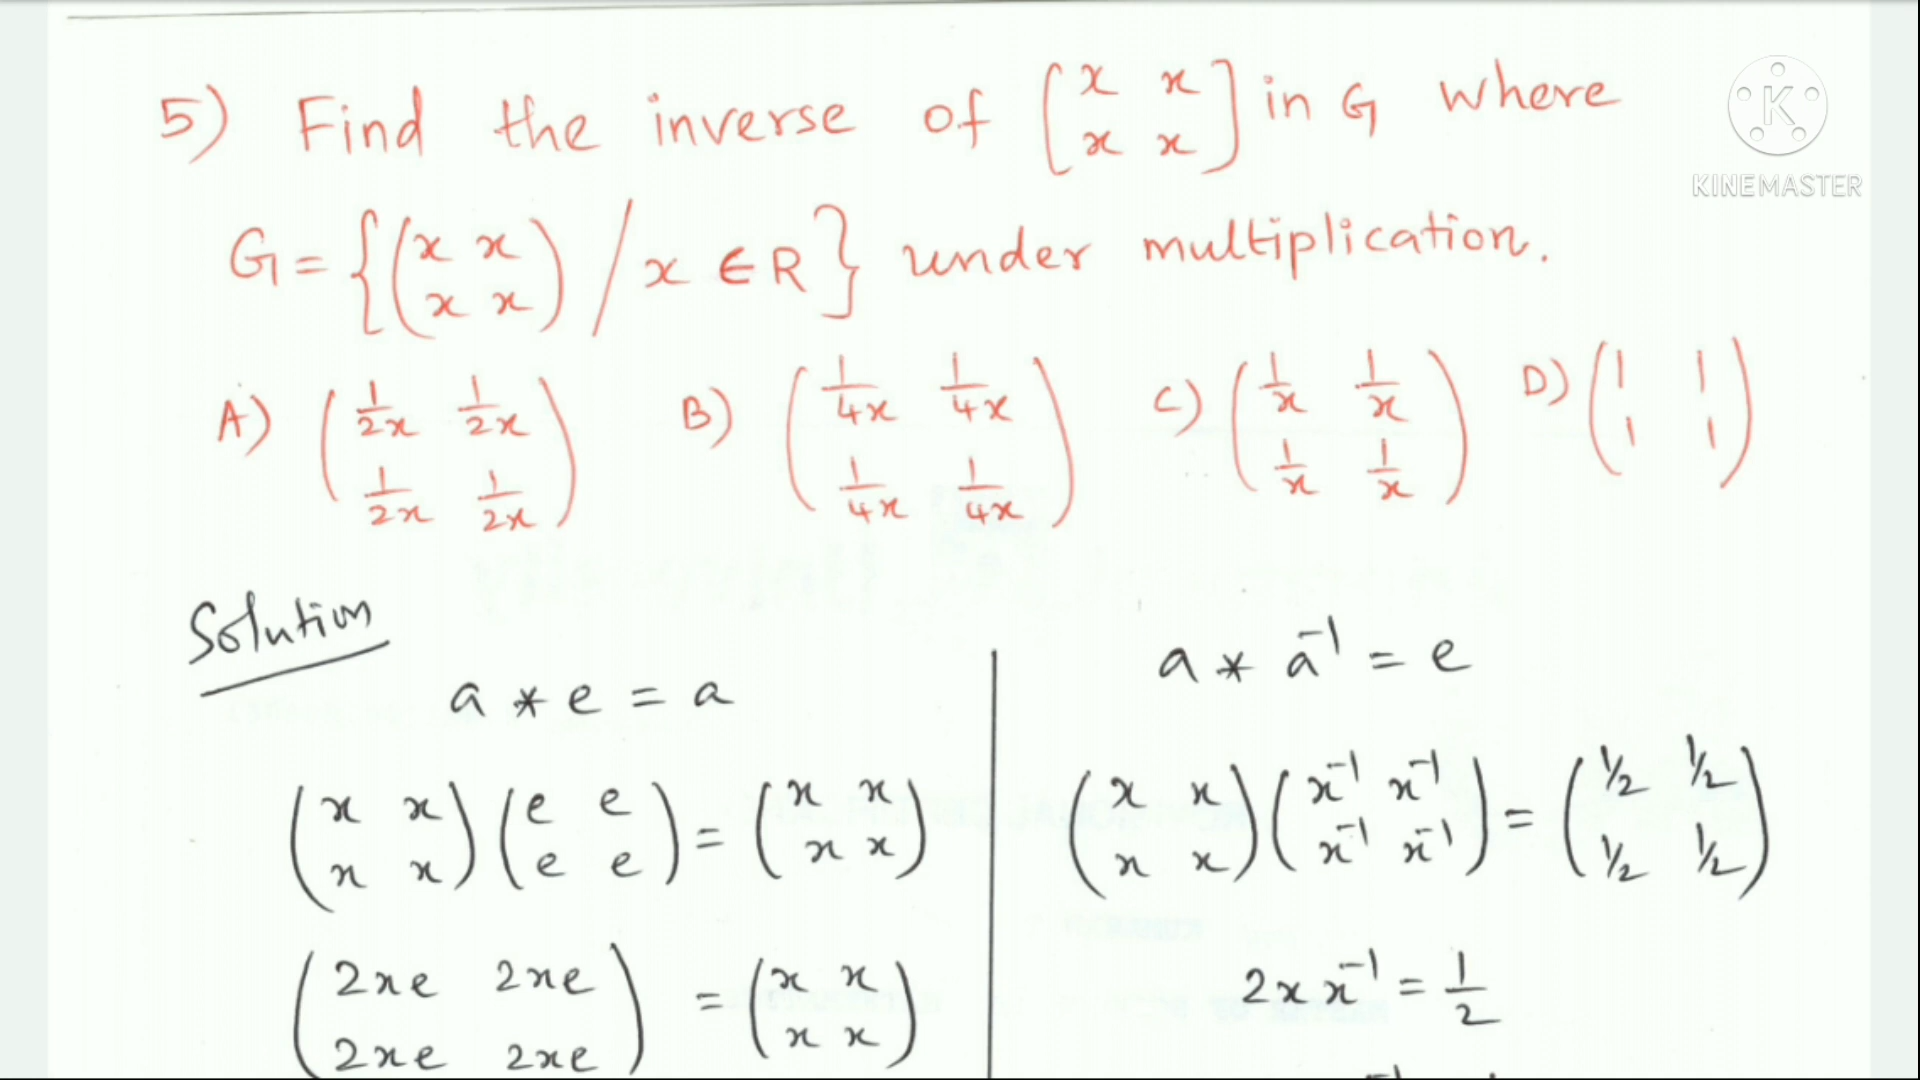 5) Find the inverse of [x x x x] in G where
KINEMASTER
G = {(x x x x) / x ∈ R} under multiplication.
A) (1/2x 1/2x 1/2x 1/2x) B) (1/4x 1/4x 1/4x 1/4x) C) (1/x 1/x 1/x 1/x) D) (1 1 1 1)
Solution
a * e = a
(x x x x)(e e e e) = (x x x x)
(2xe 2xe 2xe 2xe) = (x x x x)
a * a⁻¹ = e
(x x x x)(x⁻¹ x⁻¹ x⁻¹ x⁻¹) = (1/2 1/2 1/2 1/2)
2x x⁻¹ = 1/2